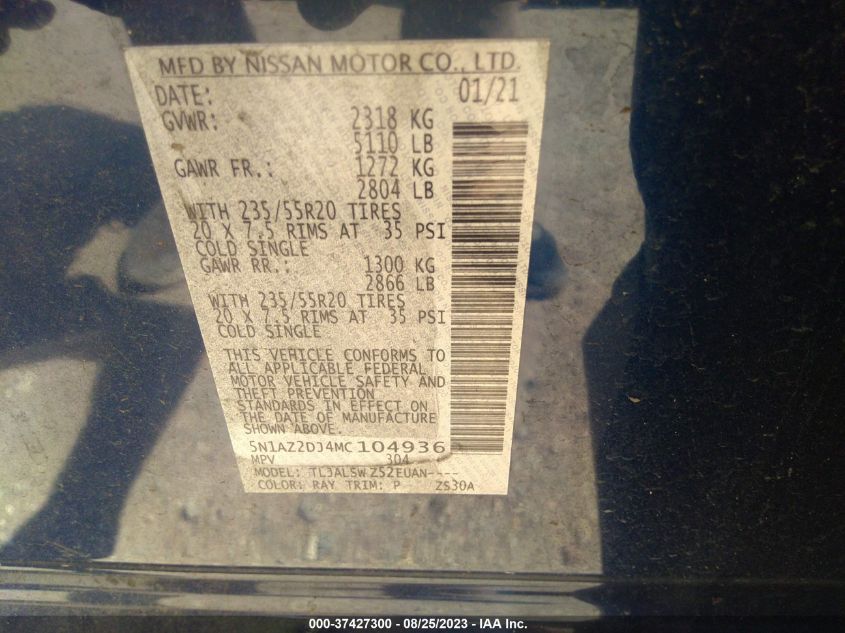 MFD BY NISSAN MOTOR CO., LTD.
DATE: 01/21
GVWR: 2318 KG
5110 LB
GAWR FR.: 1272 KG
2804 LB
WITH 235/55R20 TIRES
20 X 7.5 RIMS AT 35 PSI
COLD SINGLE
GAWR RR.: 1300 KG
2866 LB
WITH 235/55R20 TIRES
20 X 7.5 RIMS AT 35 PSI
COLD SINGLE
THIS VEHICLE CONFORMS TO
ALL APPLICABLE FEDERAL
MOTOR VEHICLE SAFETY AND
THEFT PREVENTION
STANDARDS IN EFFECT ON
THE DATE OF MANUFACTURE
SHOWN ABOVE.
5N1AZ2DJ4MC104936
MPV 304
MODEL: TL3ALSWZS2EUAN----
COLOR: RAY TRIM: P ZS30A
000-37427300 - 08/25/2023 - IAA Inc.